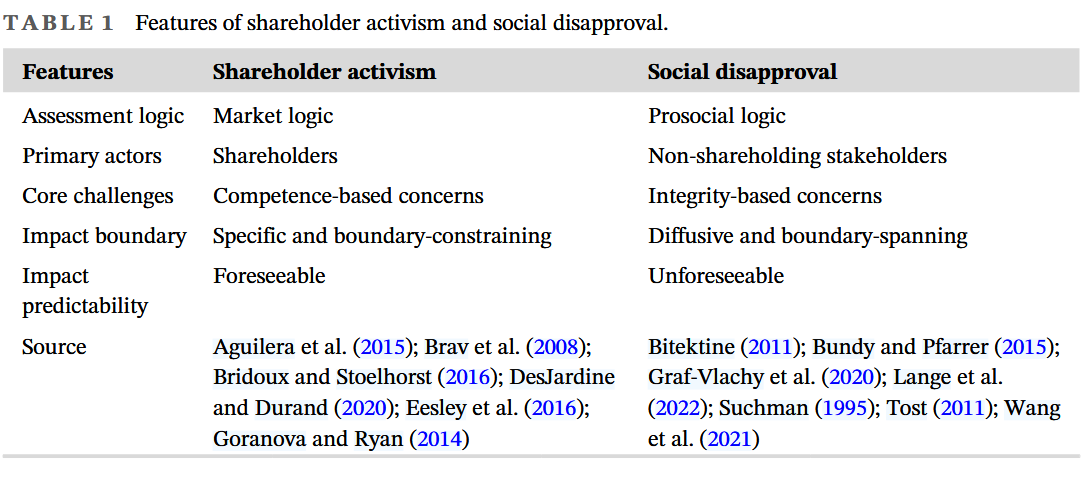 TABLE 1 Features of shareholder activism and social disapproval.
Features Shareholder activism Social disapproval
Assessment logic Market logic Prosocial logic
Primary actors Shareholders Non-shareholding stakeholders
Core challenges Competence-based concerns Integrity-based concerns
Impact boundary Specific and boundary-constraining Diffusive and boundary-spanning
Impact Foreseeable Unforeseeable
predictability
Source Aguilera et al. (2015); Brav et al. (2008); Bitektine (2011); Bundy and Pfarrer (2015);
Bridoux and Stoelhorst (2016); DesJardine Graf-Vlachy et al. (2020); Lange et al.
and Durand (2020); Eesley et al. (2016); (2022); Suchman (1995); Tost (2011); Wang
Goranova and Ryan (2014) et al. (2021)